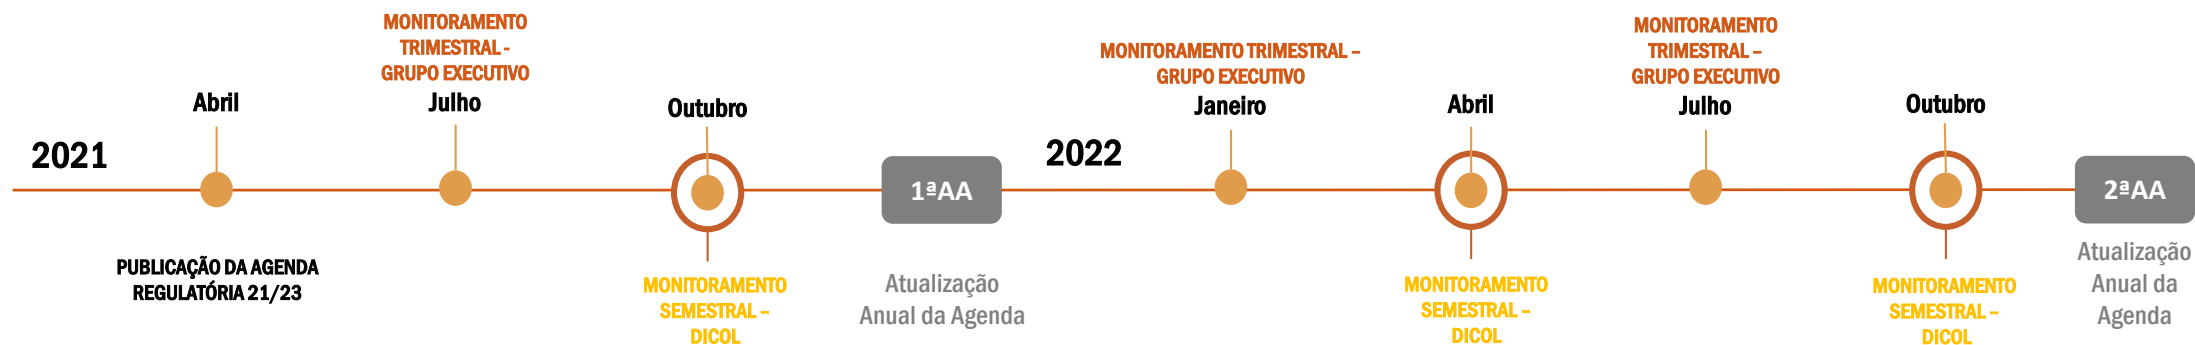 2021
Abril
PUBLICAÇÃO DA AGENDA
REGULATÓRIA 21/23
MONITORAMENTO
TRIMESTRAL -
GRUPO EXECUTIVO
Julho
Outubro
MONITORAMENTO
SEMESTRAL –
DICOL
1ªAA
Atualização
Anual da Agenda
2022
MONITORAMENTO TRIMESTRAL –
GRUPO EXECUTIVO
Janeiro
Abril
MONITORAMENTO
SEMESTRAL –
DICOL
MONITORAMENTO
TRIMESTRAL –
GRUPO EXECUTIVO
Julho
Outubro
MONITORAMENTO
SEMESTRAL –
DICOL
2ªAA
Atualização
Anual da
Agenda